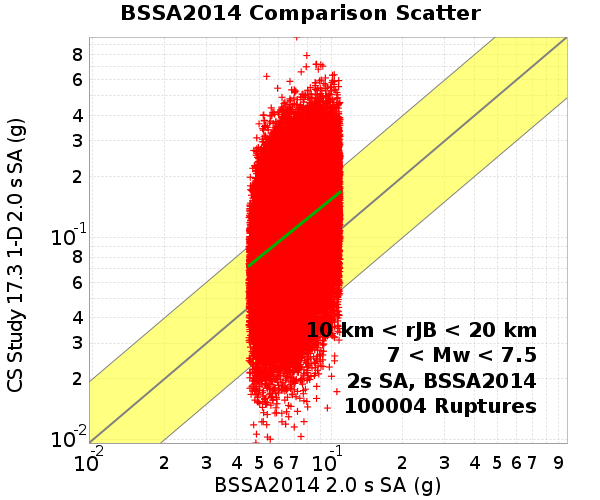 BSSA2014 Comparison Scatter
CS Study 17.3 1-D 2.0 s SA (g)
8
6
4
3
2
10-1
8
6
4
3
2
10-2
10 km < rJB < 20 km
7 < Mw < 7.5
2s SA, BSSA2014
100004 Ruptures
10-2 2 3 4 5 6 7 10-1 2 3 4 5 6 7 9
BSSA2014 2.0 s SA (g)